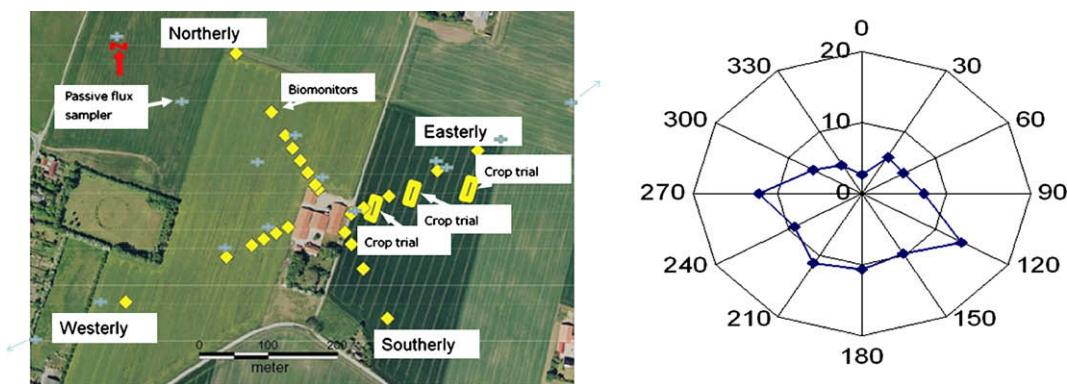 Northerly
Biomonitors
Passive flux
sampler
Easterly
Crop trial
Crop trial
Crop trial
Westerly
Southerly
0 100 200
meter
0
330
30
20
300
60
10
270
0
90
240
120
210
150
180